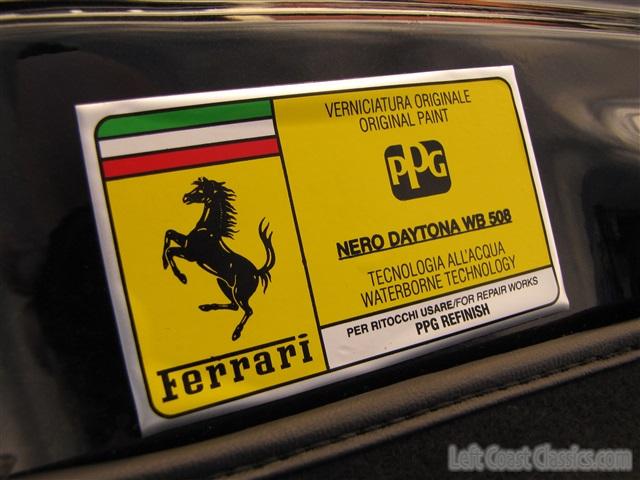 VERNICIATURA ORIGINALE
ORIGINAL PAINT
PPG
NERO DAYTONA WB 508
TECNOLOGIA ALL'ACQUA
WATERBORNE TECHNOLOGY
PER RITOCCHI USARE/FOR REPAIR WORKS
PPG REFINISH
Ferrari
Left Coast Classics.com